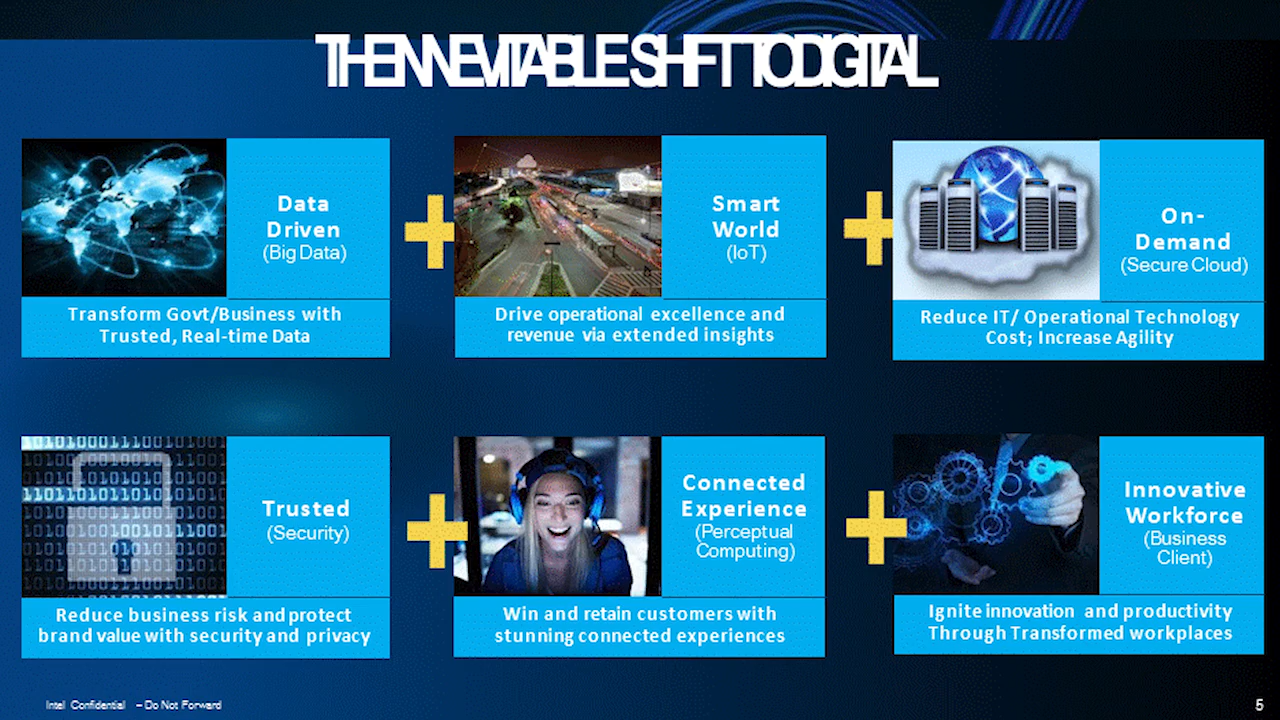 THE INEVITABLE SHIFT TO DIGITAL
Data
Driven
(Big Data)
Transform Govt/Business with
Trusted, Real-time Data
Smart
World
(IoT)
Drive operational excellence and
revenue via extended insights
On-
Demand
(Secure Cloud)
Reduce IT/ Operational Technology
Cost; Increase Agility
Trusted
(Security)
Reduce business risk and protect
brand value with security and privacy
Connected
Experience
(Perceptual
Computing)
Win and retain customers with
stunning connected experiences
Innovative
Workforce
(Business
Client)
Ignite innovation and productivity
Through Transformed workplaces
Intel Confidential – Do Not Forward
5